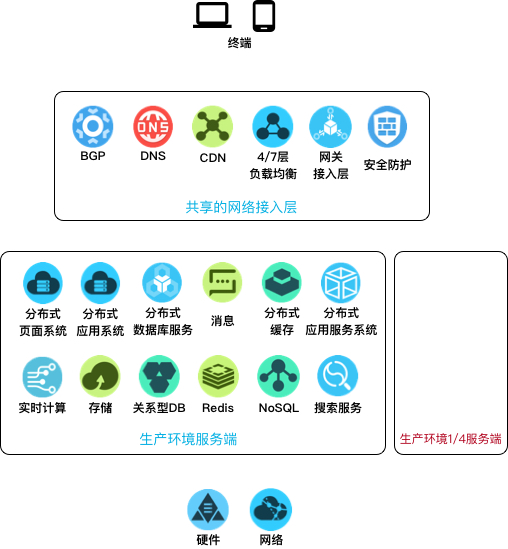 终端
DNS
BGP
DNS
CDN
4/7层
负载均衡
网关
接入层
安全防护
共享的网络接入层
分布式
页面系统
分布式
应用系统
分布式
数据库服务
消息
分布式
缓存
分布式
应用服务系统
实时计算
存储
关系型DB
Redis
NoSQL
搜索服务
生产环境服务端
生产环境1/4服务端
硬件
网络